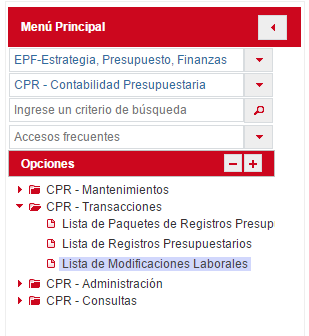 Menú Principal
EPF-Estrategia, Presupuesto, Finanzas
CPR - Contabilidad Presupuestaria
Ingrese un criterio de búsqueda
Accesos frecuentes
Opciones
CPR - Mantenimientos
CPR - Transacciones
Lista de Paquetes de Registros Presup
Lista de Registros Presupuestarios
Lista de Modificaciones Laborales
CPR - Administración
CPR - Consultas